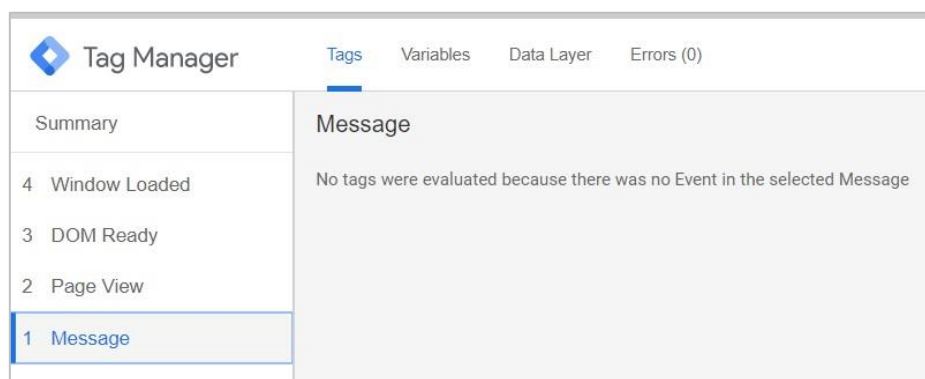 Tag Manager
Tags Variables Data Layer Errors (0)
Summary
4 Window Loaded
3 DOM Ready
2 Page View
1 Message
Message
No tags were evaluated because there was no Event in the selected Message